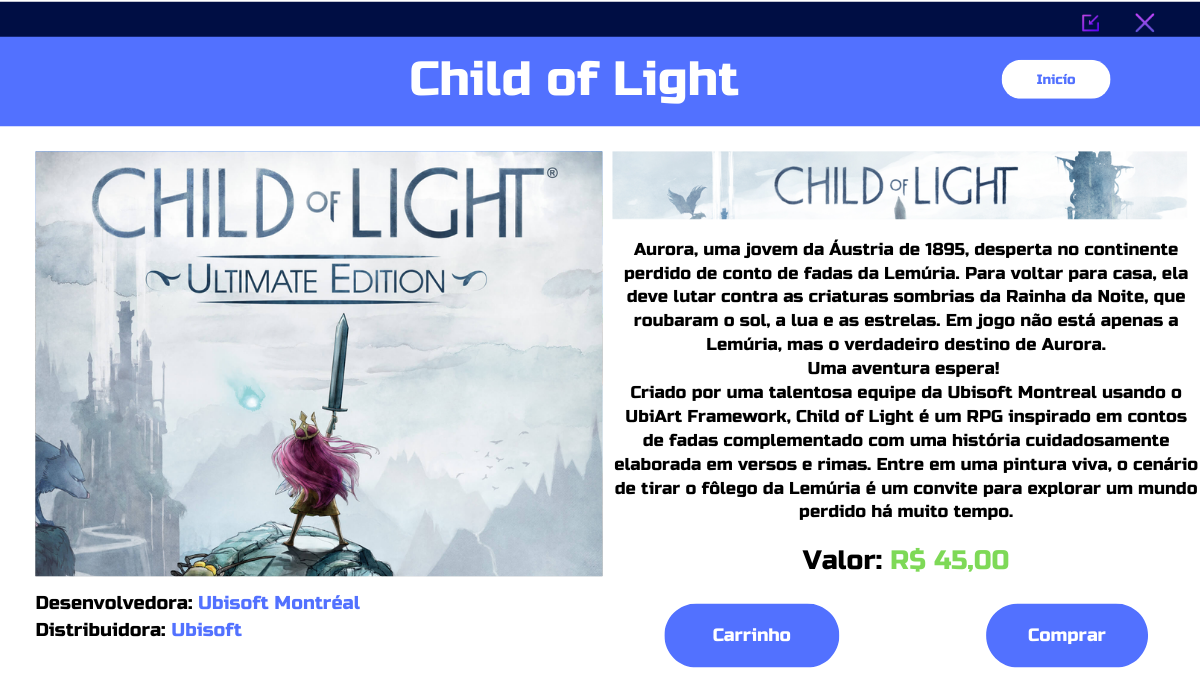 Child of Light
Inicío
CHILD OF LIGHT®
ULTIMATE EDITION
CHILD OF LIGHT
Aurora, uma jovem da Áustria de 1895, desperta no continente
perdido de conto de fadas da Lemúria. Para voltar para casa, ela
deve lutar contra as criaturas sombrias da Rainha da Noite, que
roubaram o sol, a lua e as estrelas. Em jogo não está apenas a
Lemúria, mas o verdadeiro destino de Aurora.
Uma aventura espera!
Criado por uma talentosa equipe da Ubisoft Montreal usando o
UbiArt Framework, Child of Light é um RPG inspirado em contos
de fadas complementado com uma história cuidadosamente
elaborada em versos e rimas. Entre em uma pintura viva, o cenário
de tirar o fôlego da Lemúria é um convite para explorar um mundo
perdido há muito tempo.
Valor: R$ 45,00
Desenvolvedora: Ubisoft Montréal
Distribuidora: Ubisoft
Carrinho
Comprar